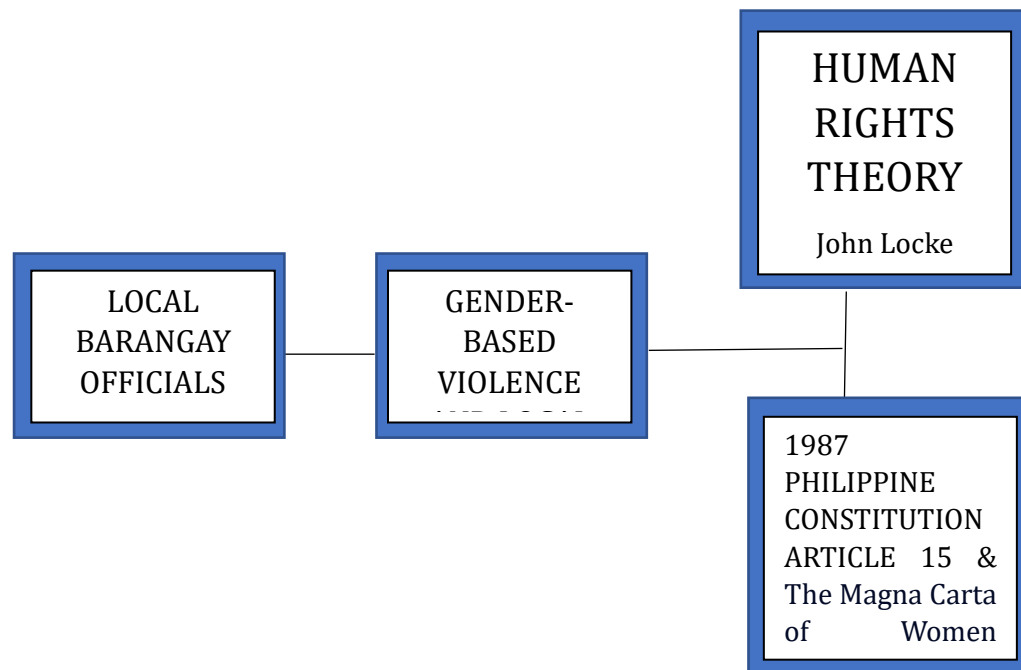 HUMAN
RIGHTS
THEORY
John Locke
LOCAL
BARANGAY
OFFICIALS
GENDER-
BASED
VIOLENCE
1987
PHILIPPINE
CONSTITUTION
ARTICLE 15 &
The Magna Carta
of Women